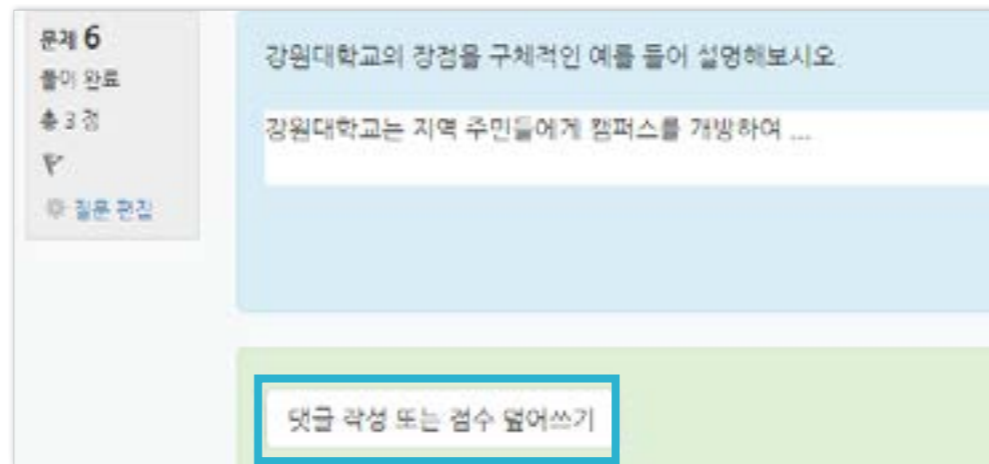 문제 6
풀이 완료
총 3 점
질문 편집
강원대학교의 장점을 구체적인 예를 들어 설명해보시오.
강원대학교는 지역 주민들에게 캠퍼스를 개방하여 ...
댓글 작성 또는 점수 덮어쓰기